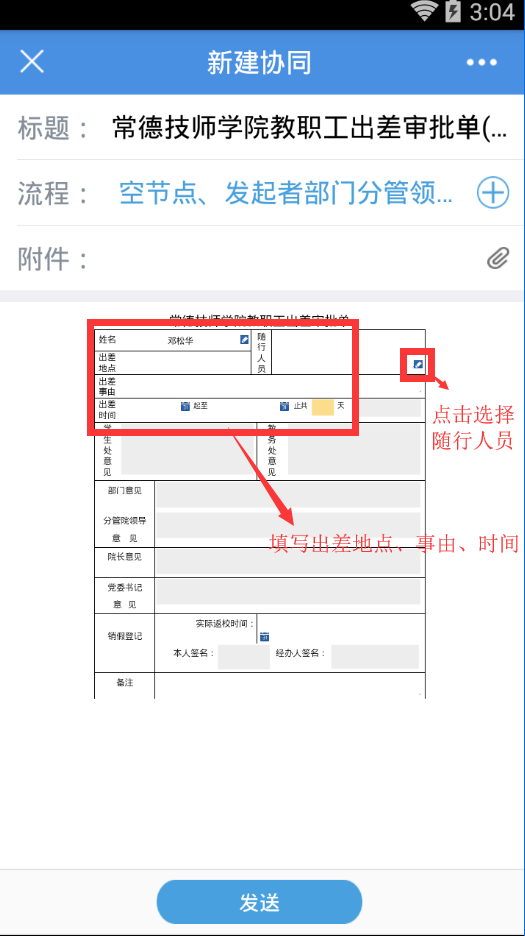 3:04
新建协同
标题： 常德技师学院教职工出差审批单(...
流程： 空节点、发起者部门分管领...
附件：
常德技师学院教职工出差审批单
姓名 邓松华
随行人员
出差地点
出差事由
出差时间 起至 止共 天
点击选择
随行人员
学生处意见
教务处意见
部门意见
分管院领导
意 见
填写出差地点、事由、时间
院长意见
党委书记
意 见
销假登记
实际返校时间：
本人签名： 经办人签名：
备注
发送